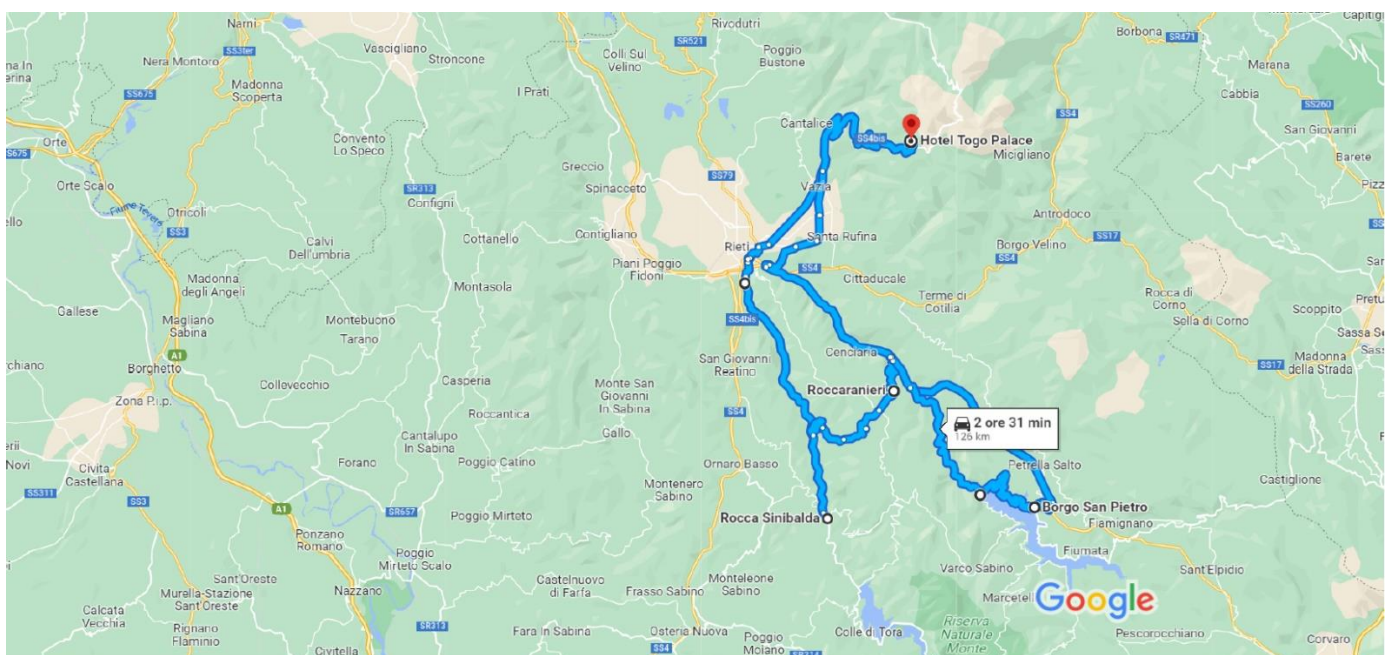 Narni
Rivodutri
Capitignano
Borbona
SR471
Nera Montoro
SS3ter
Vascigliano
Stroncone
Colli Sul
Velino
SR521
Poggio
Bustone
Marana
Cabbia
SS260
Madonna
Scoperta
SS675
I Prati
SS4
San Giovanni
Orte
SS675
Convento
Lo Speco
Cantalice
SS4bis
Hotel Togo Palace
Micigliano
Barete
Greccio
SS79
Orte Scalo
Fiume Tevere
Otricoli
SR313
Configni
Spinacceto
Vazia
SS3
Antrodoco
SS17
Calvi
Dell'umbria
Cottanello
Contigliano
Rieti
Santa Rufina
Borgo Velino
Piani Poggio
Fidoni
SS4
SS4
Cittaducale
Madonna
degli Angeli
Montasola
Terme di
Cotilia
Rocca di
Corno
Scoppito
Gallese
Magliano
Sabina
Montebuono
Tarano
SS4bis
Sella di Corno
A1
Borghetto
San Giovanni
Reatino
Cenciara
SS17
Madonna
della Strada
Collevecchio
Casperia
Monte San
Giovanni
In Sabina
Roccaranieri
Zona P.i.p.
Roccantica
SS4
2 ore 31 min
126 km
Cantalupo
In Sabina
Gallo
Civita
Castellana
Forano
Poggio Catino
Ornaro Basso
Petrella Salto
Castiglione
SS311
SS3
Montenero
Sabino
Borgo San Pietro
A1
SR657
Poggio Mirteto
Rocca Sinibalda
Fiamignano
Ponzano
Romano
Poggio
Mirteto Scalo
Fiumata
Varco Sabino
Sant'Elpidio
Sant'Oreste
Castelnuovo
di Farfa
Monteleone
Sabino
Murella-Stazione
Sant'Oreste
Nazzano
Frasso Sabino
Google
Calcata
Vecchia
Rignano
Flaminio
SR313
Fara In Sabina
Osteria Nuova
Poggio
Moiano
Colle di Tora
Riserva
Naturale
Monte
Pescorocchiano
Corvaro
Civitella
SS4